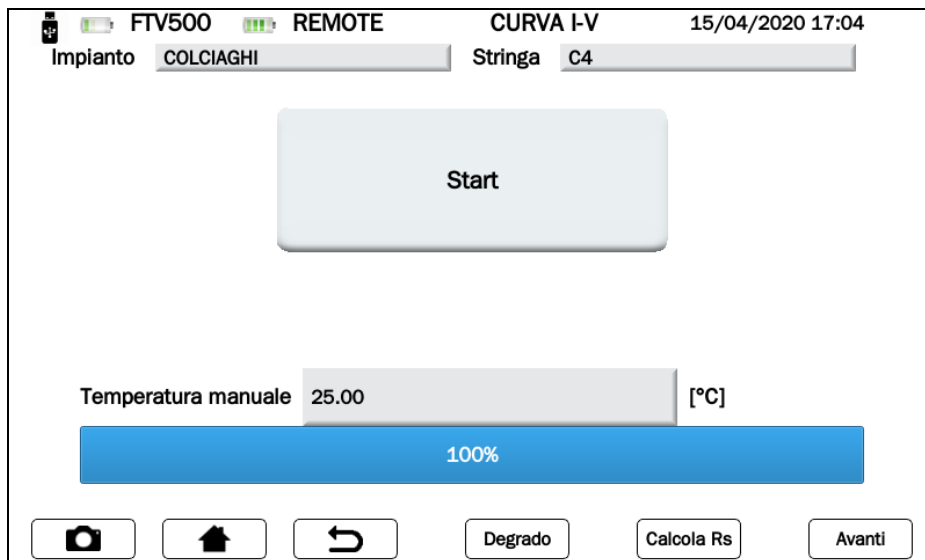 FTV500 REMOTE CURVA I-V 15/04/2020 17:04
Impianto COLCIAGHI Stringa C4
Start
Temperatura manuale 25.00 [°C]
100%
Degrado Calcola Rs Avanti